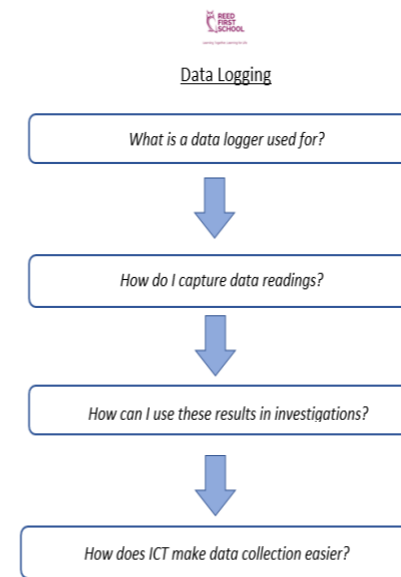 REED
FIRST
SCHOOL
Data Logging
What is a data logger used for?
How do I capture data readings?
How can I use these results in investigations?
How does ICT make data collection easier?